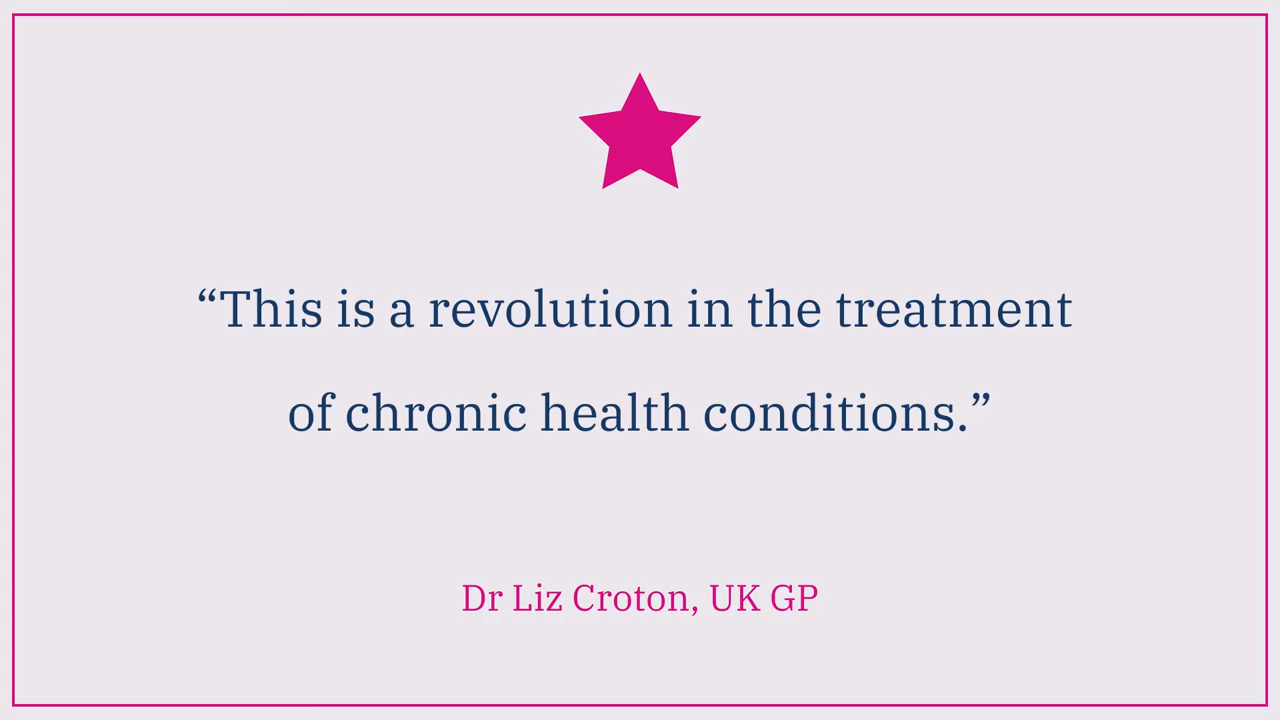 “This is a revolution in the treatment
of chronic health conditions.”
Dr Liz Croton, UK GP